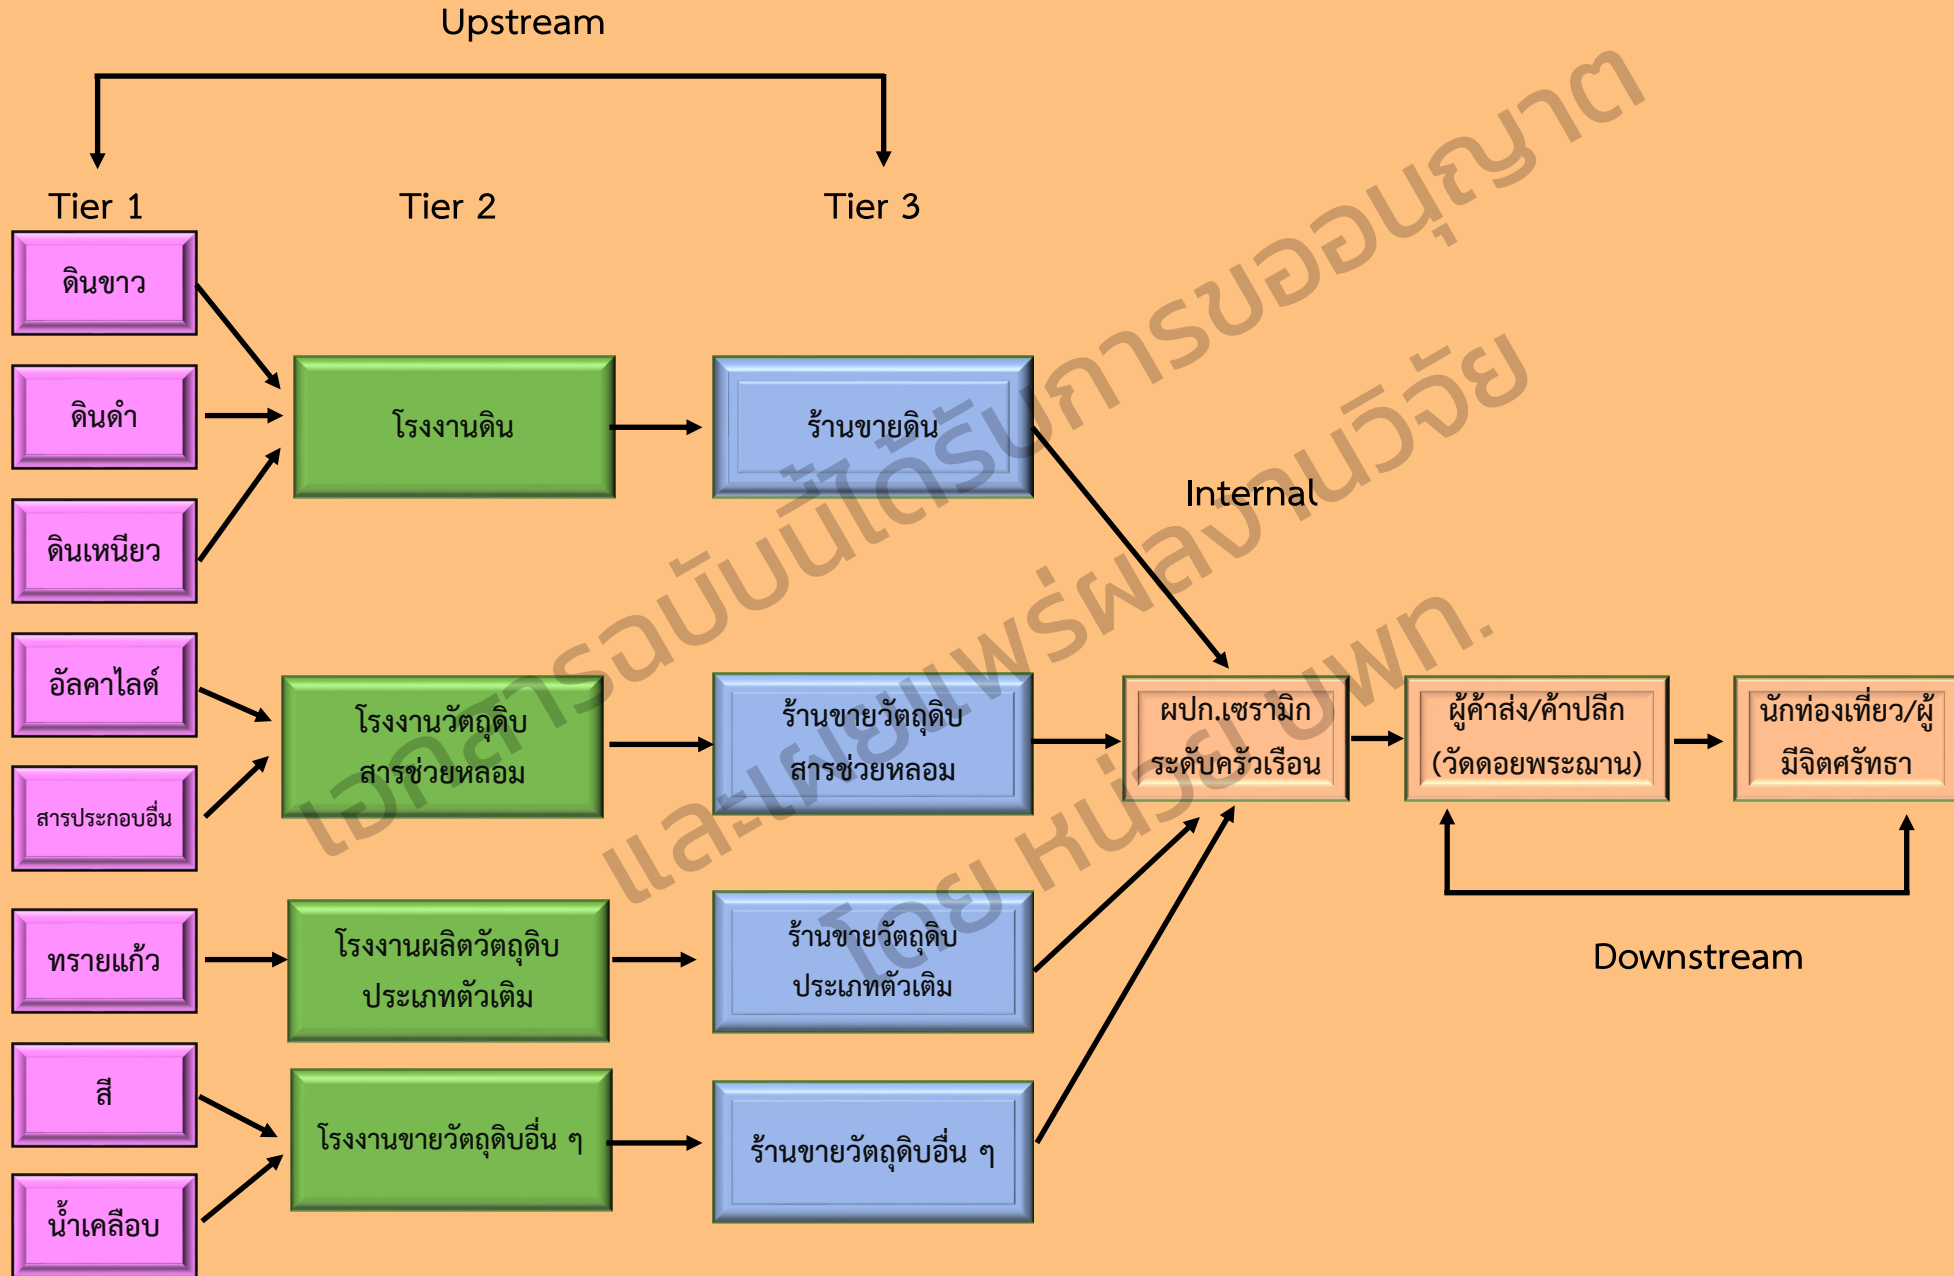 Upstream
Tier 1
Tier 2
Tier 3
ดินขาว
ดินดำ
ดินเหนียว
อัลคาไลด์
สารประกอบอื่น
ทรายแก้ว
สี
น้ำเคลือบ
โรงงานดิน
โรงงานวัตถุดิบ
สารช่วยหลอม
โรงงานผลิตวัตถุดิบ
ประเภทตัวเติม
โรงงานขายวัตถุดิบอื่น ๆ
ร้านขายดิน
ร้านขายวัตถุดิบ
สารช่วยหลอม
ร้านขายวัตถุดิบ
ประเภทตัวเติม
ร้านขายวัตถุดิบอื่น ๆ
Internal
ผปก.เซรามิก
ระดับครัวเรือน
ผู้ค้าส่ง/ค้าปลีก
(วัดดอยพระฌาน)
นักท่องเที่ยว/ผู้
มีจิตศรัทธา
Downstream
เอกสารฉบับนี้ได้รับการขออนุญาต
และเผยแพร่ผลงานวิจัย
โดย หน่วย บพท.